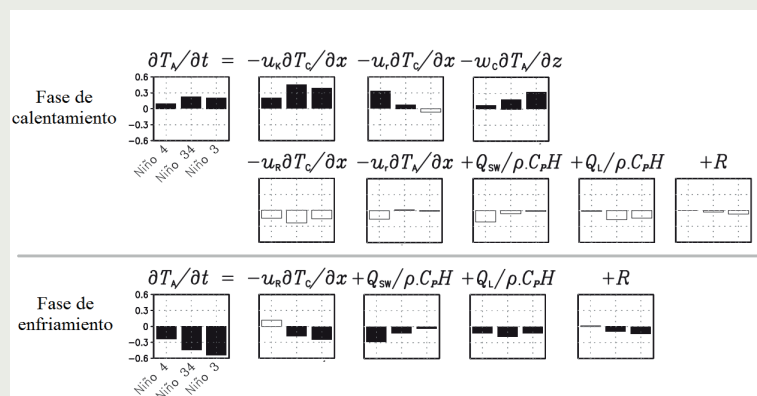 ∂T_A/∂t = −u_K∂T_C/∂x −u_r∂T_C/∂x −w_C∂T_A/∂z
Fase de
calentamiento
0.6
0.3
0
−0.3
−0.6
Niño 4 Niño 34 Niño 3
−u_R∂T_C/∂x −u_r∂T_A/∂x +Q_SW/ρ.C_PH +Q_L/ρ.C_PH +R
∂T_A/∂t = −u_R∂T_C/∂x +Q_SW/ρ.C_PH +Q_L/ρ.C_PH +R
Fase de
enfriamiento
0.6
0.3
0
−0.3
−0.6
Niño 4 Niño 34 Niño 3